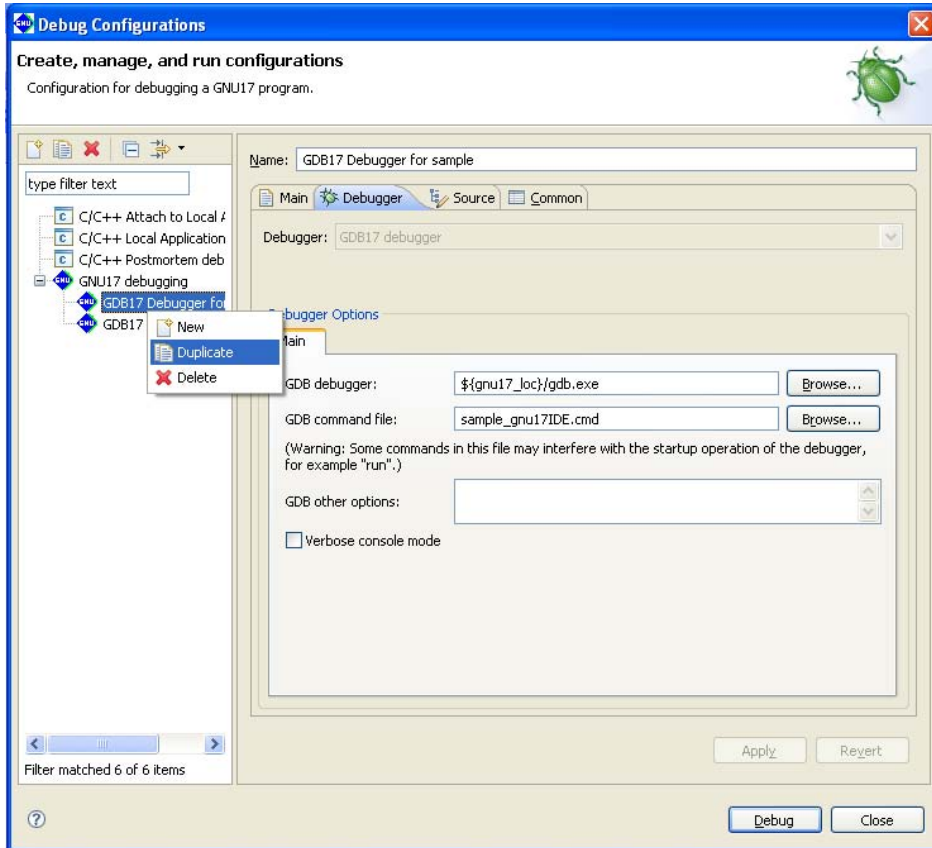 Debug Configurations
Create, manage, and run configurations
Configuration for debugging a GNU17 program.
type filter text
C/C++ Attach to Local A
C/C++ Local Application
C/C++ Postmortem deb
GNU17 debugging
GDB17 Debugger fo
GDB17
New
Duplicate
Delete
Name: GDB17 Debugger for sample
Main Debugger Source Common
Debugger: GDB17 debugger
Debugger Options
Main
GDB debugger: ${gnu17_loc}/gdb.exe Browse...
GDB command file: sample_gnu17IDE.cmd Browse...
(Warning: Some commands in this file may interfere with the startup operation of the debugger,
for example "run".)
GDB other options:
Verbose console mode
Apply Revert
Filter matched 6 of 6 items
Debug Close